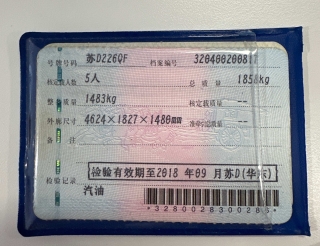 号牌号码 苏D226QF 档案编号 320400200817
核定载人数 5人 总质量 1858kg
整备质量 1483kg 核定载质量 --
外廓尺寸 4624×1827×1480mm 准牵引总质量 --
备注
检验有效期至2018年09月苏D(华东)
检验记录
汽油
*3280028300026*